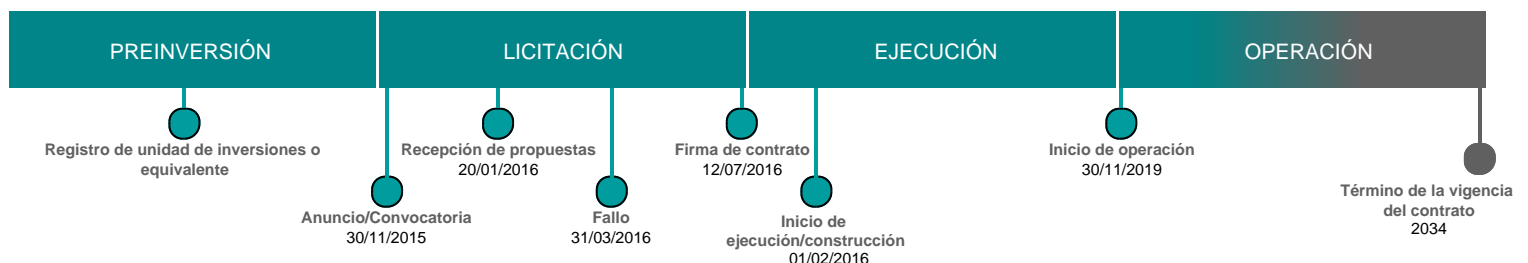 PREINVERSIÓN
LICITACIÓN
EJECUCIÓN
OPERACIÓN
Registro de unidad de inversiones o
equivalente
Anuncio/Convocatoria
30/11/2015
Recepción de propuestas
20/01/2016
Fallo
31/03/2016
Firma de contrato
12/07/2016
Inicio de
ejecución/construcción
01/02/2016
Inicio de operación
30/11/2019
Término de la vigencia
del contrato
2034